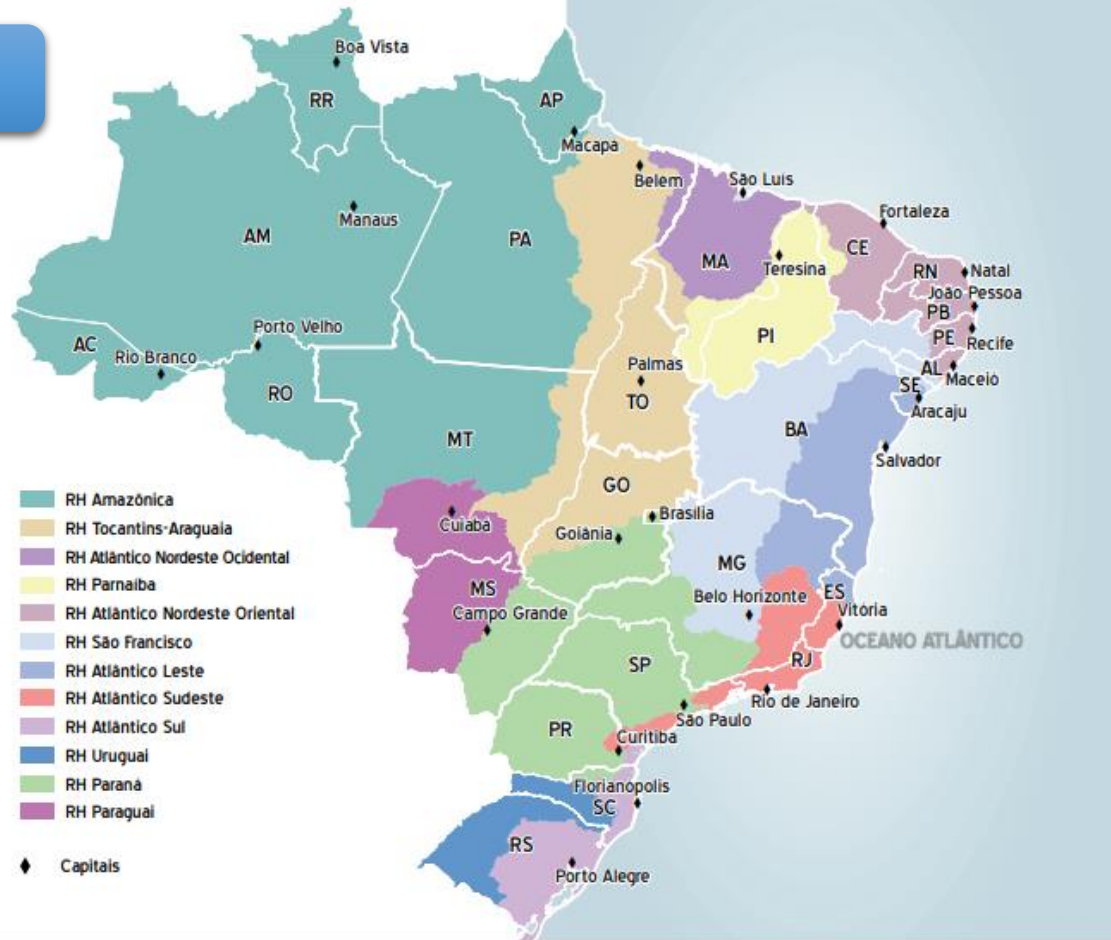 Boa Vista
RR
AP
Macapa
Belem
São Luís
Fortaleza
Manaus
AM
PA
MA
Teresina
CE
RN
Natal
João Pessoa
PB
PE
Recife
PI
AC
Rio Branco
Porto Velho
RO
Palmas
TO
AL
Maceió
SE
Aracaju
MT
BA
Salvador
GO
Brasília
Goiânia
Cuiabá
MS
Campo Grande
MG
Belo Horizonte
ES
Vitória
OCEANO ATLÂNTICO
RJ
SP
Rio de Janeiro
São Paulo
PR
Curitiba
Florianópolis
SC
RS
Porto Alegre
RH Amazônica
RH Tocantins-Araguaia
RH Atlântico Nordeste Ocidental
RH Parnaíba
RH Atlântico Nordeste Oriental
RH São Francisco
RH Atlântico Leste
RH Atlântico Sudeste
RH Atlântico Sul
RH Uruguai
RH Paraná
RH Paraguai
Capitais